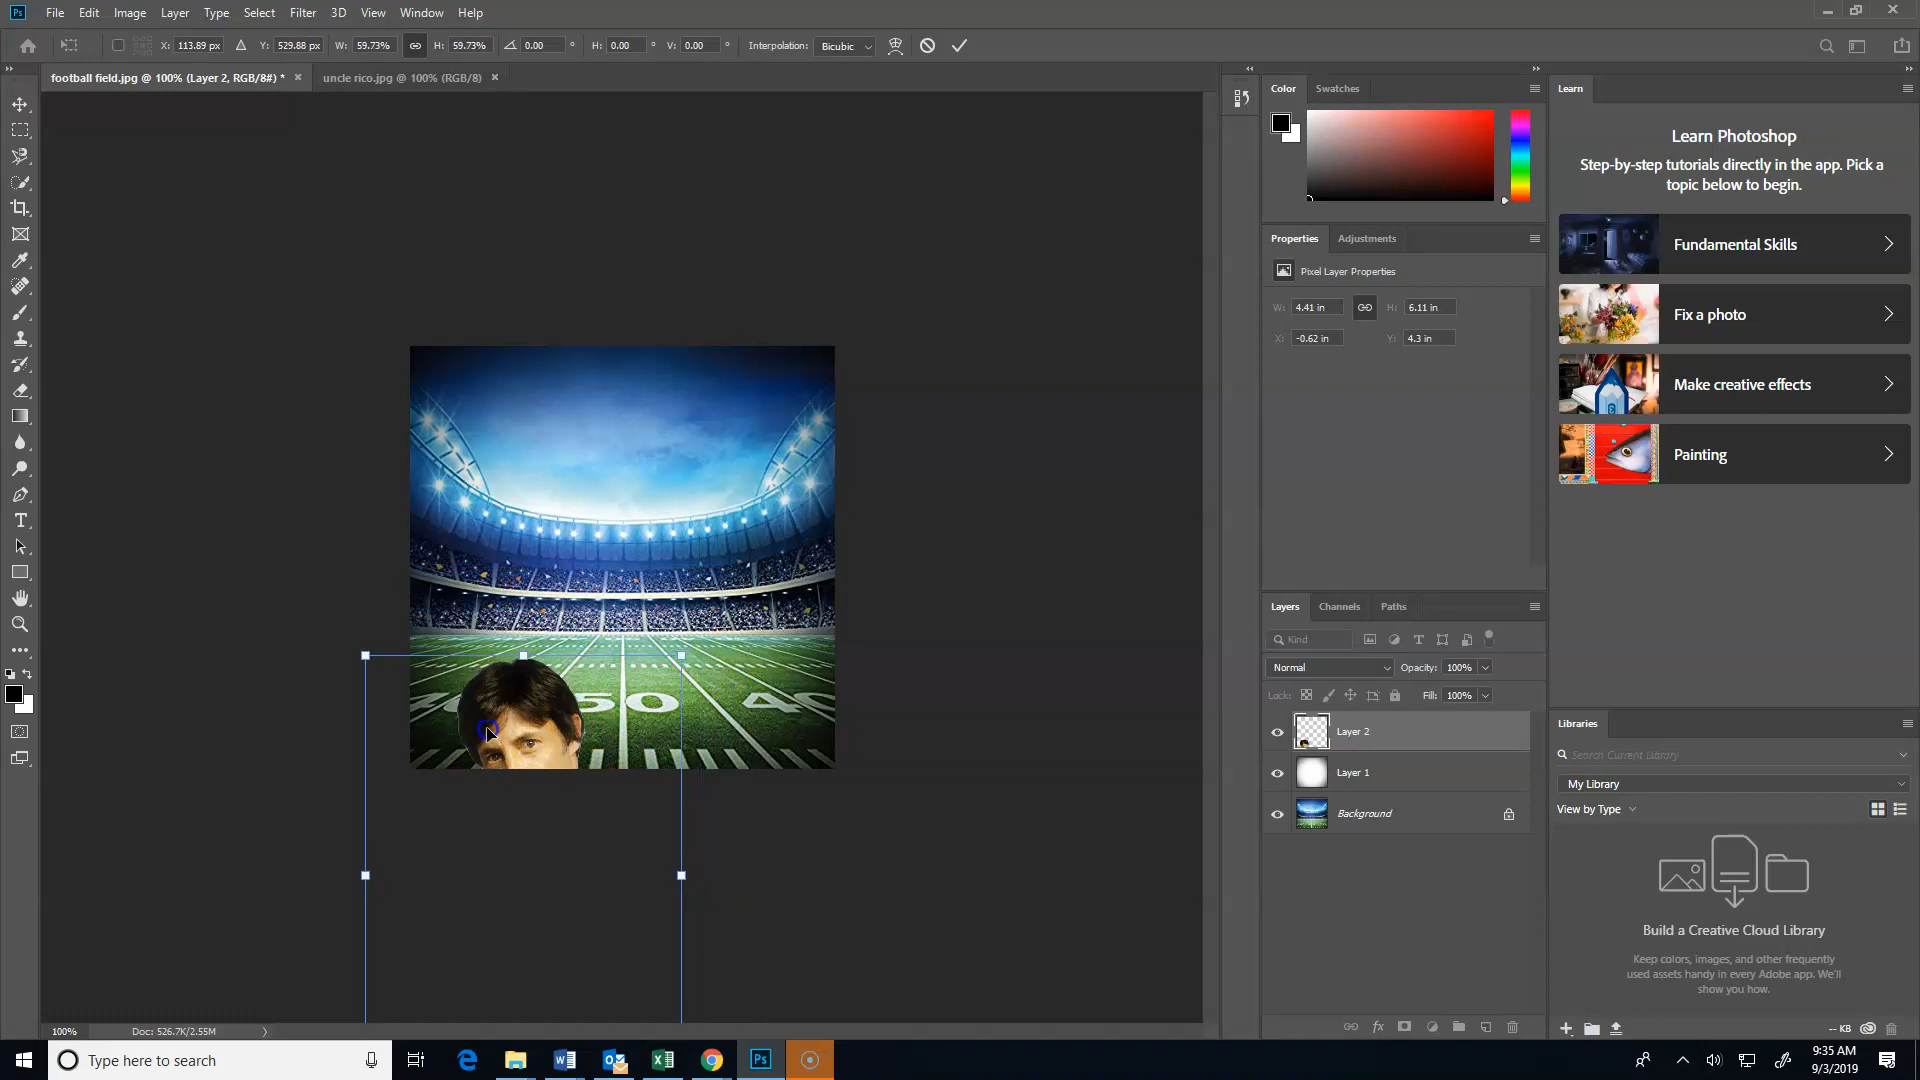 Ps File Edit Image Layer Type Select Filter 3D View Window Help
X: 113.89 px Y: 529.88 px W: 59.73% H: 59.73% 0.00 ° H: 0.00 ° V: 0.00 ° Interpolation: Bicubic
football field.jpg @ 100% (Layer 2, RGB/8#) * × uncle rico.jpg @ 100% (RGB/8) ×
Color Swatches
Learn
Learn Photoshop
Step-by-step tutorials directly in the app. Pick a
topic below to begin.
Fundamental Skills
Fix a photo
Make creative effects
Painting
Properties Adjustments
Pixel Layer Properties
W: 4.41 in H: 6.11 in
X: -0.62 in Y: 4.3 in
50 40
Layers Channels Paths
Kind
Normal Opacity: 100%
Lock: Fill: 100%
Layer 2
Layer 1
Background
Libraries
Search Current Library
My Library
View by Type
Build a Creative Cloud Library
Keep colors, images, and other frequently
used assets handy in every Adobe app. We'll
show you how.
-- KB
100% Doc: 526.7K/2.55M
Type here to search
9:35 AM
9/3/2019